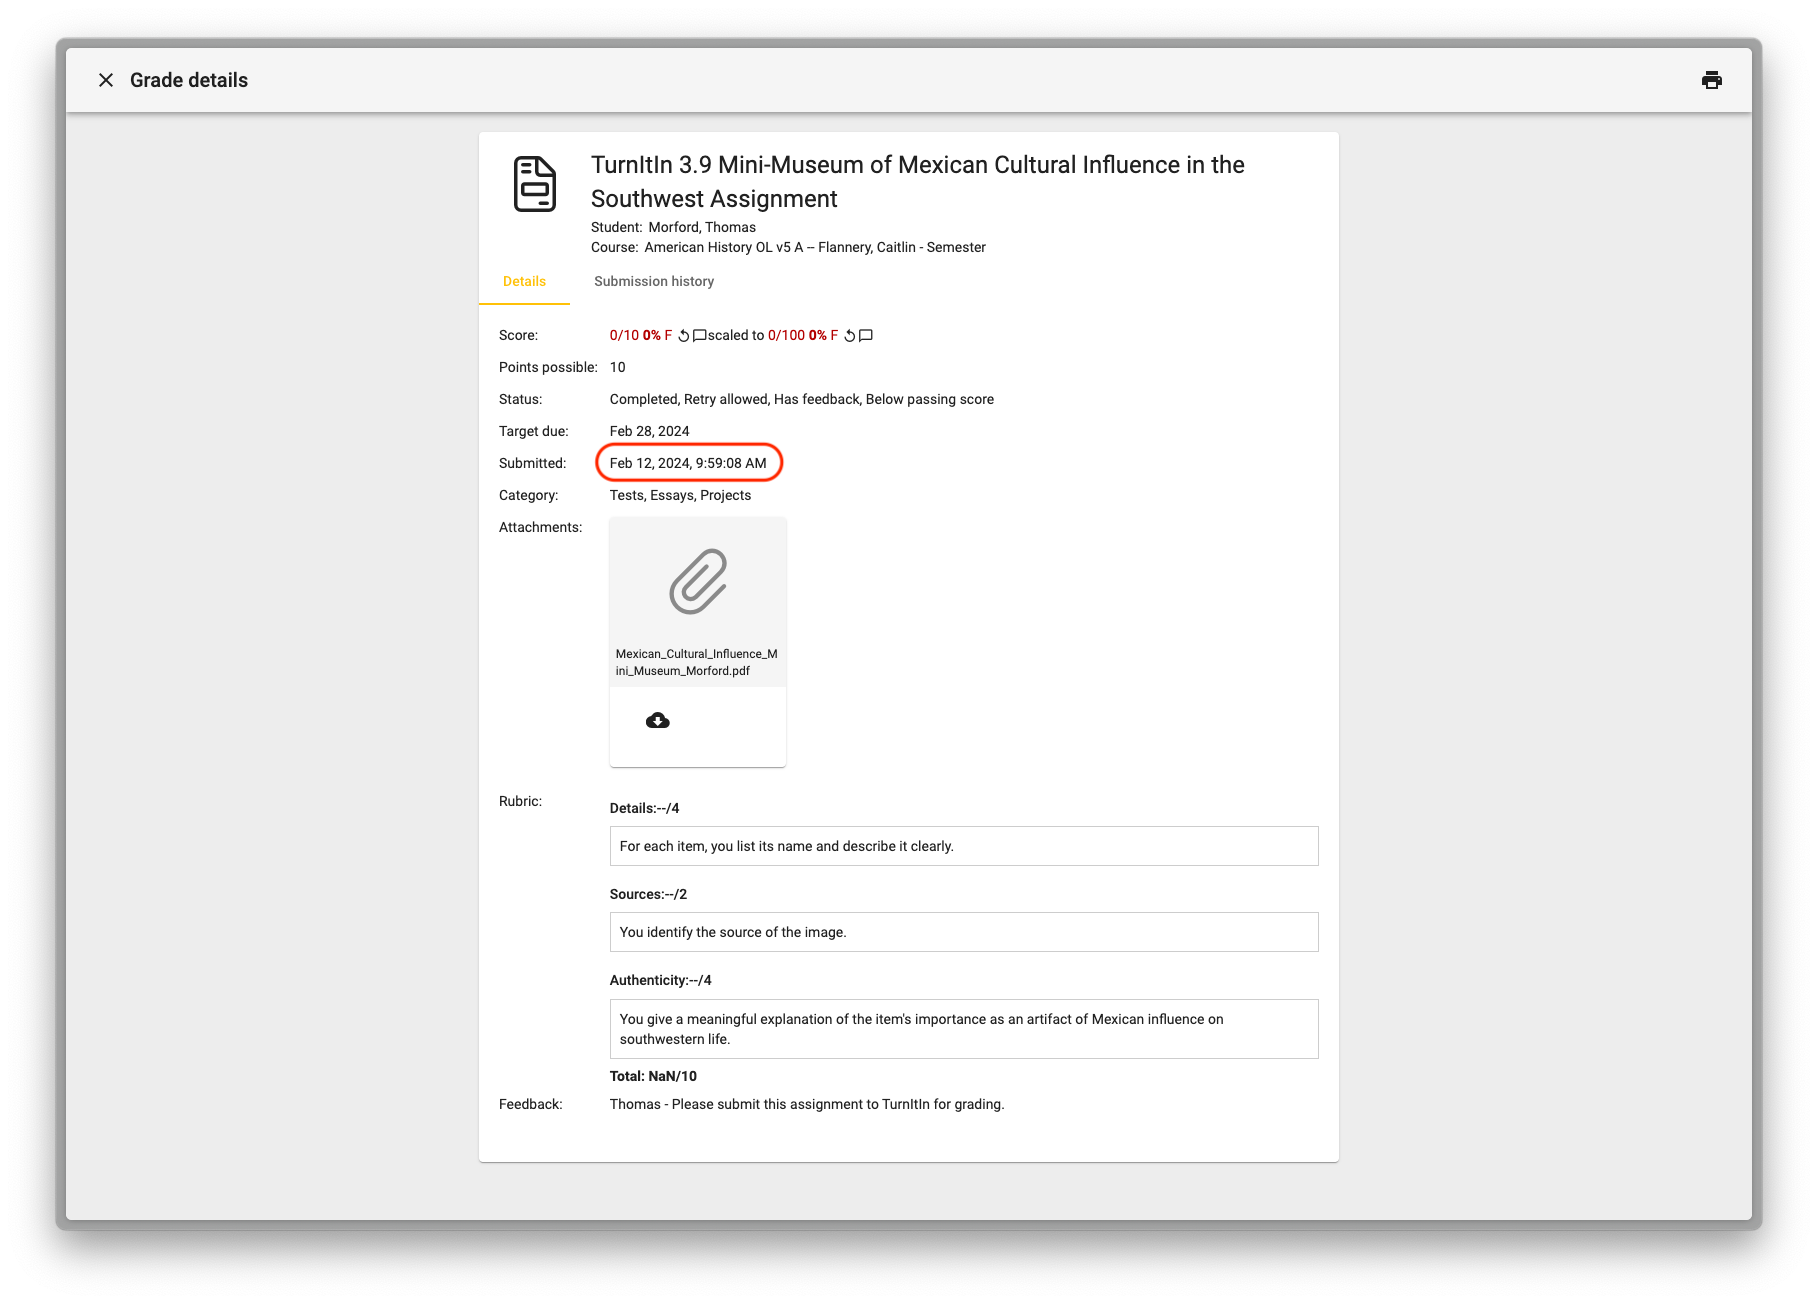 Grade details
TurnItIn 3.9 Mini-Museum of Mexican Cultural Influence in the
Southwest Assignment
Student: Morford, Thomas
Course: American History OL v5 A -- Flannery, Caitlin - Semester
Details Submission history
Score: 0/10 0% F scaled to 0/100 0% F
Points possible: 10
Status: Completed, Retry allowed, Has feedback, Below passing score
Target due: Feb 28, 2024
Submitted: Feb 12, 2024, 9:59:08 AM
Category: Tests, Essays, Projects
Attachments:
Mexican_Cultural_Influence_M
ini_Museum_Morford.pdf
Rubric:
Details:--/4
For each item, you list its name and describe it clearly.
Sources:--/2
You identify the source of the image.
Authenticity:--/4
You give a meaningful explanation of the item's importance as an artifact of Mexican influence on
southwestern life.
Total: NaN/10
Feedback: Thomas - Please submit this assignment to TurnItIn for grading.